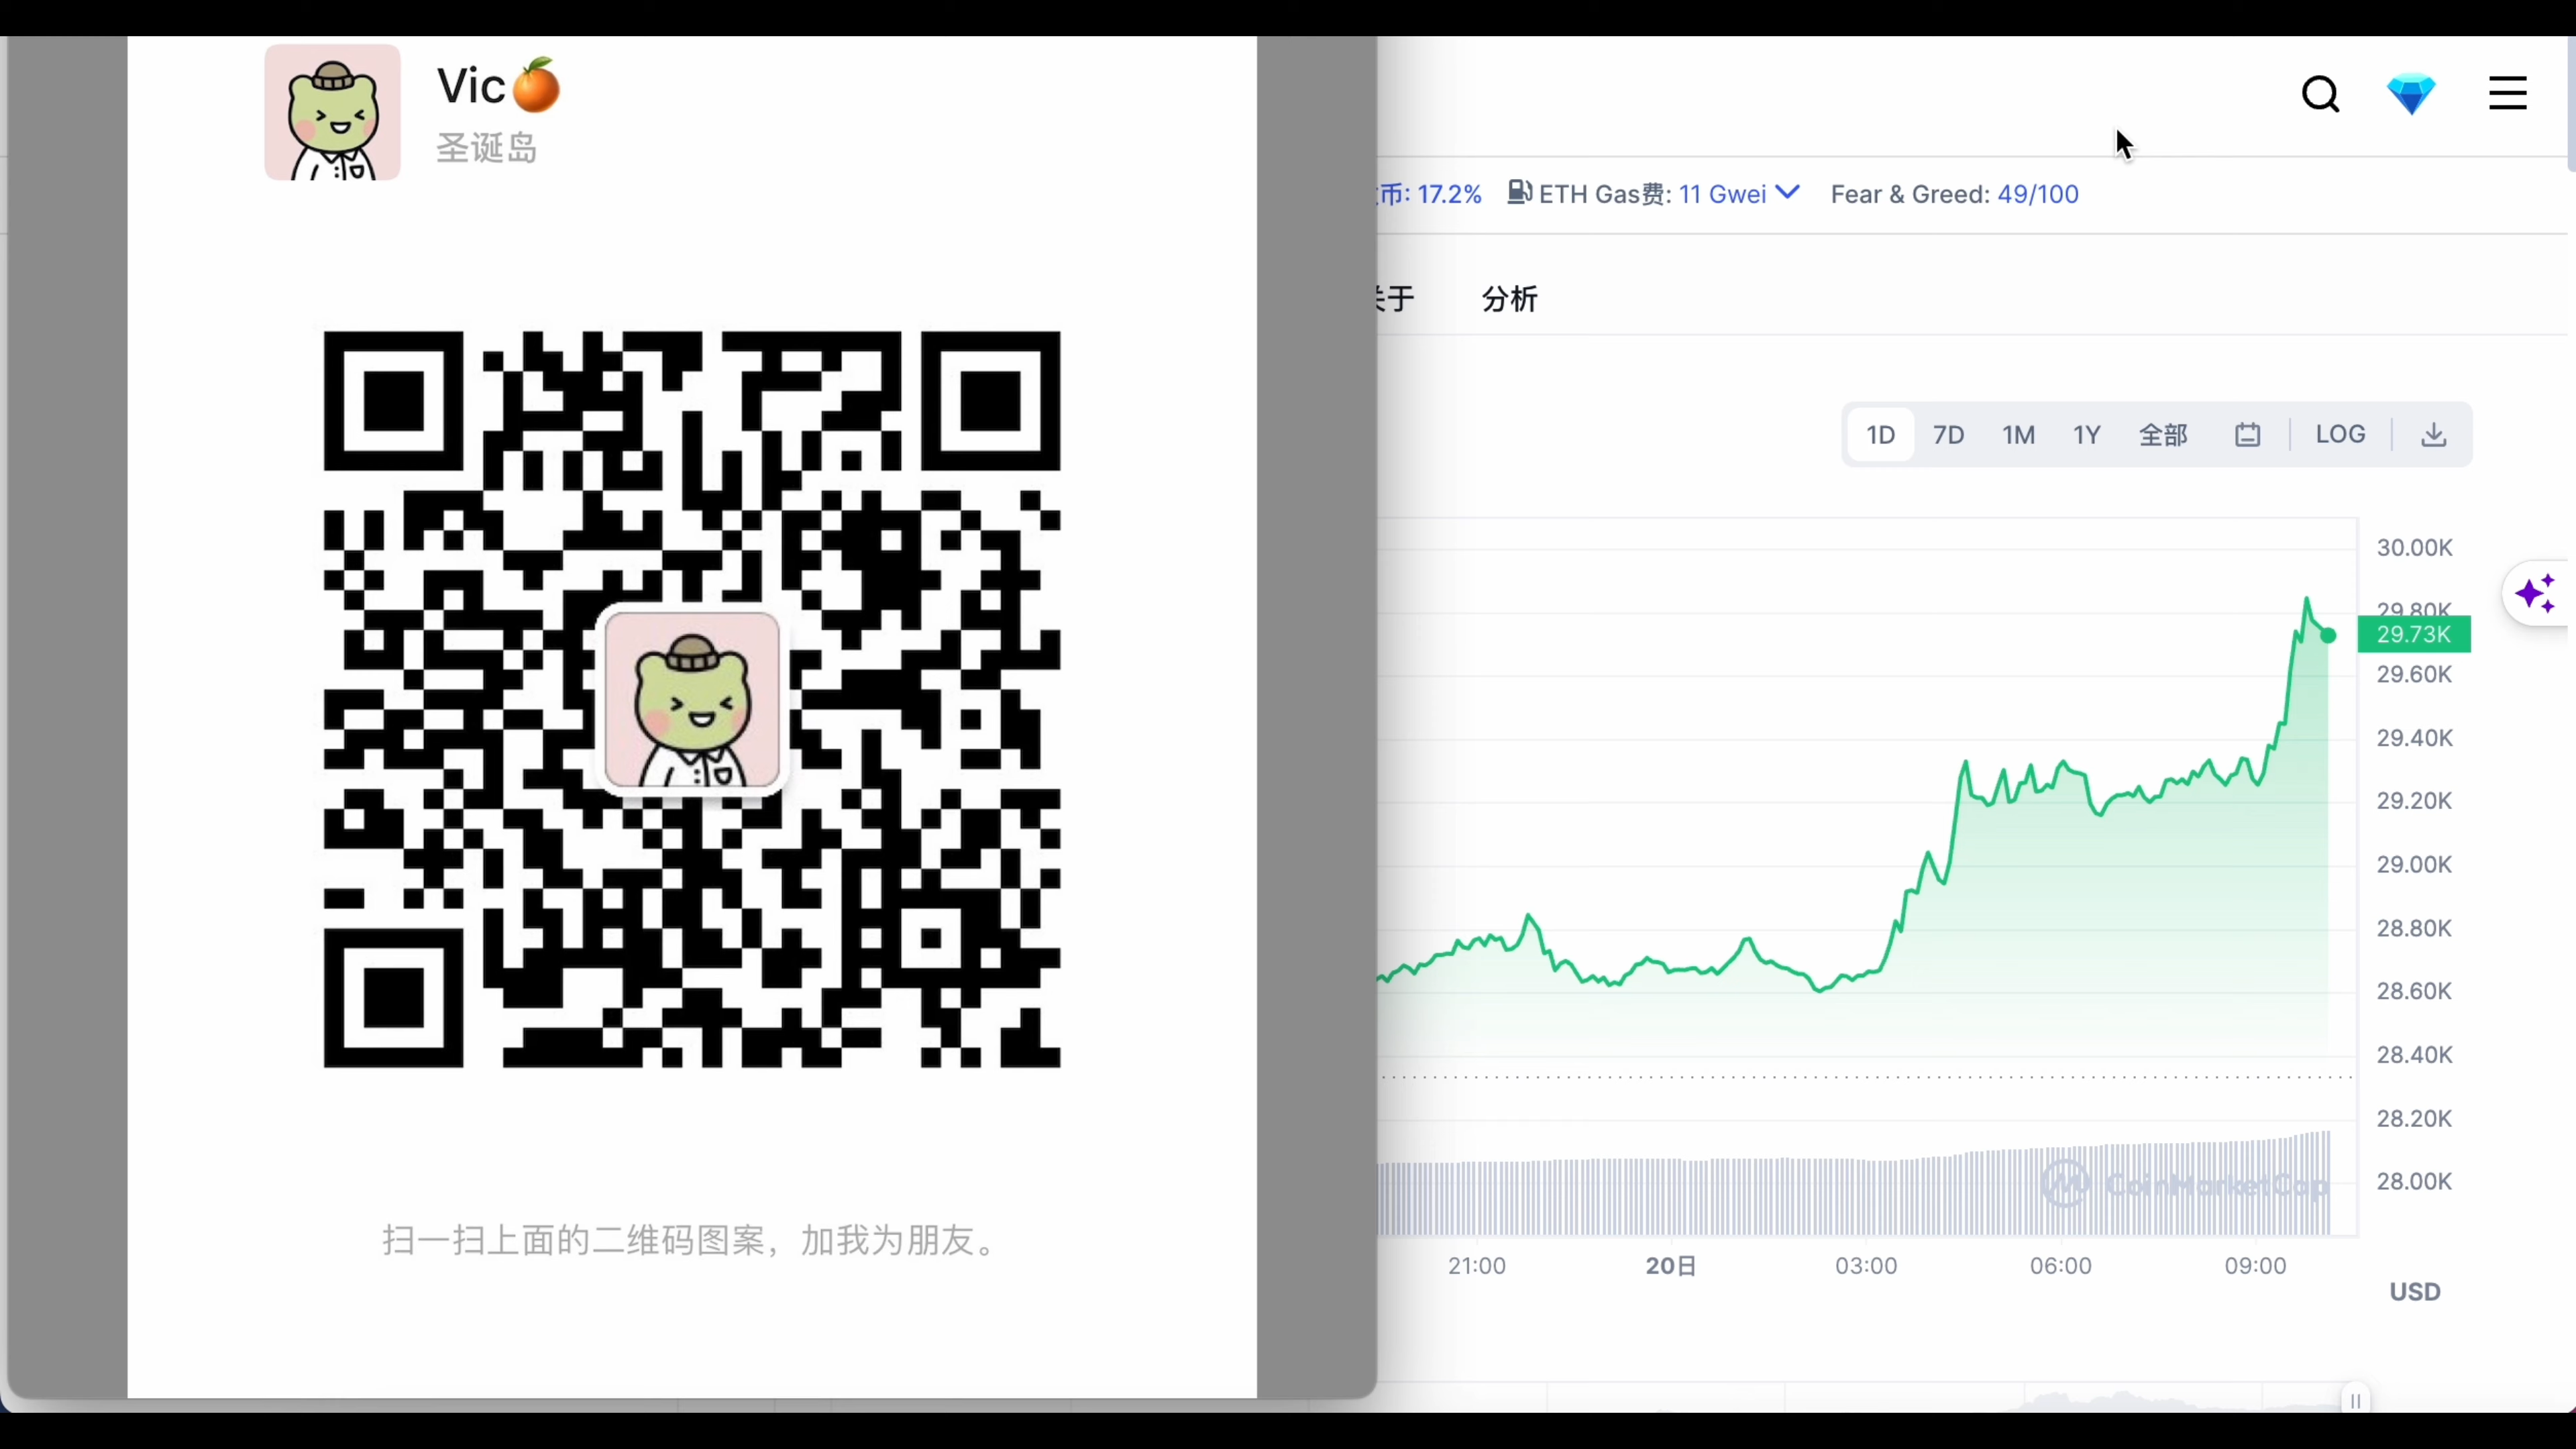 Vic🍊
圣诞岛
扫一扫上面的二维码图案，加我为朋友。
币: 17.2% ETH Gas费: 11 Gwei Fear & Greed: 49/100
关于 分析
1D 7D 1M 1Y 全部 LOG
30.00K
29.80K
29.73K
29.60K
29.40K
29.20K
29.00K
28.80K
28.60K
28.40K
28.20K
28.00K
CoinMarketCap
21:00 20日 03:00 06:00 09:00
USD